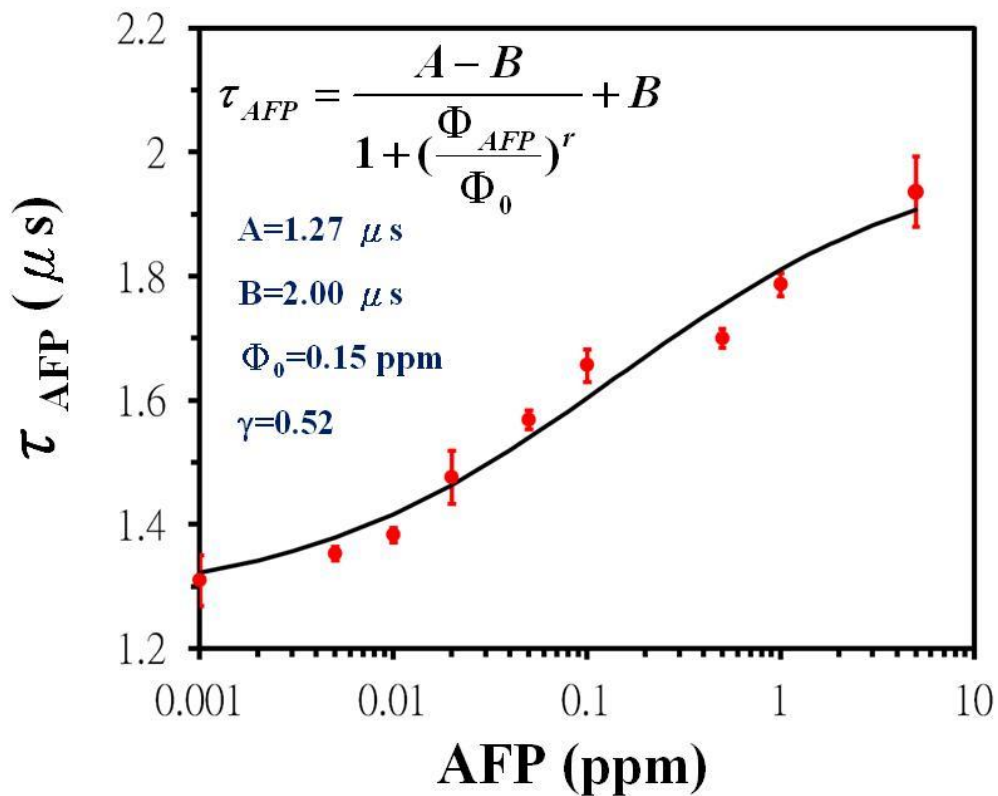 2.2
2
1.8
1.6
1.4
1.2
τ AFP (μs)
τ_AFP = (A − B) / (1 + (Φ_AFP / Φ_0)^r) + B
A=1.27 μs
B=2.00 μs
Φ₀=0.15 ppm
γ=0.52
0.001 0.01 0.1 1 10
AFP (ppm)